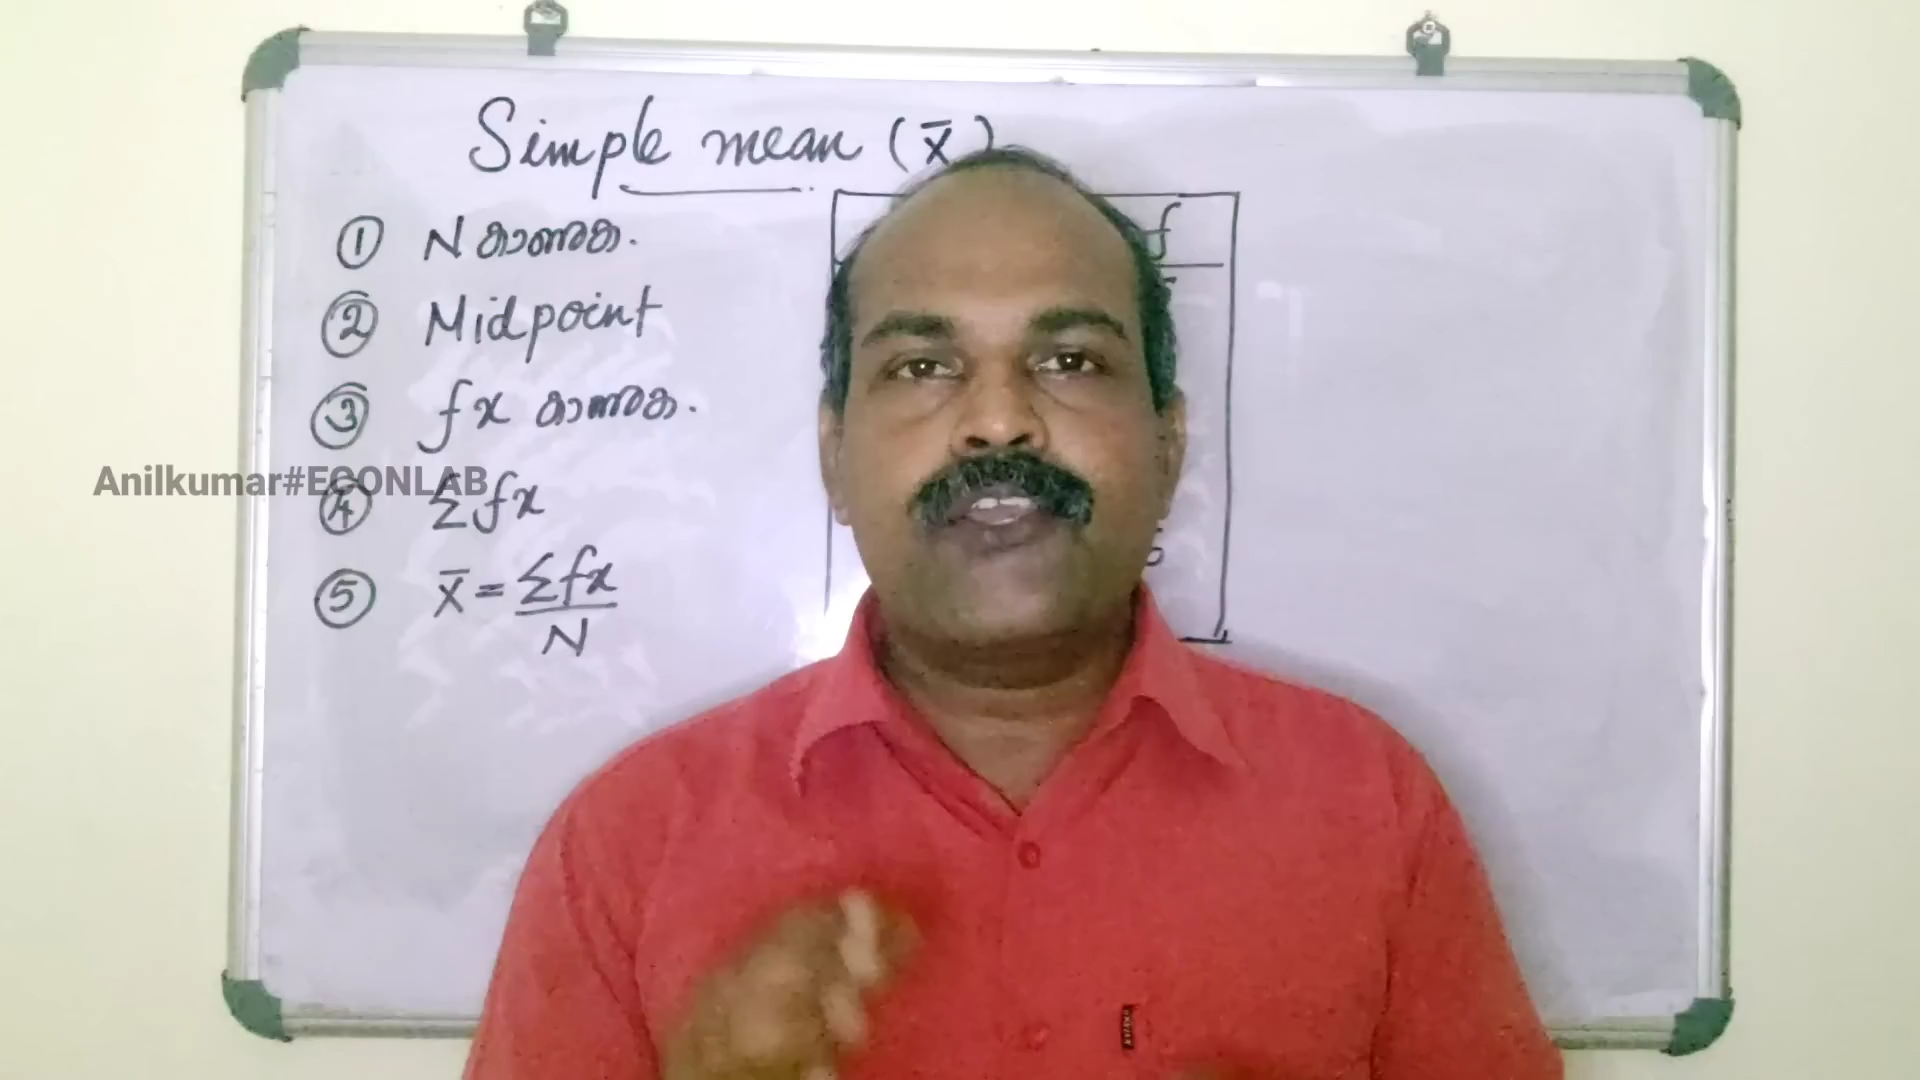 Simple mean (x̄)
① N കാണുക.
② Midpoint
③ fx കാണുക.
④ Σfx
⑤ x̄ = Σfx
N
f
Anilkumar#ECONLAB